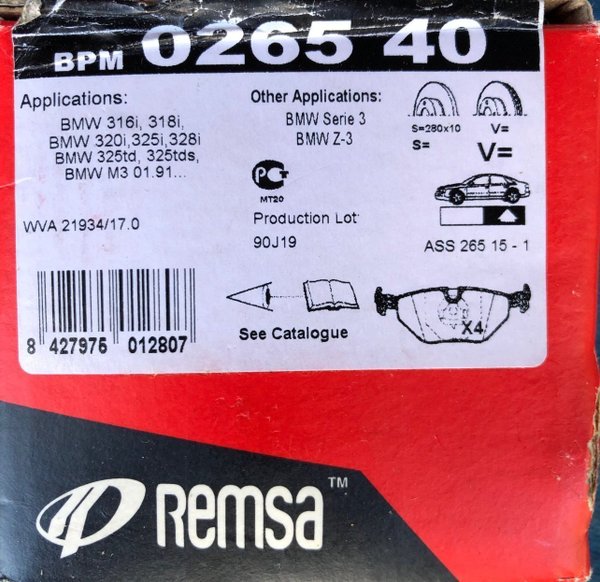 BPM 0265 40
Applications:
BMW 316i, 318i,
BMW 320i,325i,328i
BMW 325td, 325tds,
BMW M3 01.91...
WVA 21934/17.0
Other Applications:
BMW Serie 3
BMW Z-3
PCT
MT20
Production Lot:
90J19
S=280x10 V=
S= V=
ASS 265 15 - 1
See Catalogue
X4
8 427975 012807
REMSA™